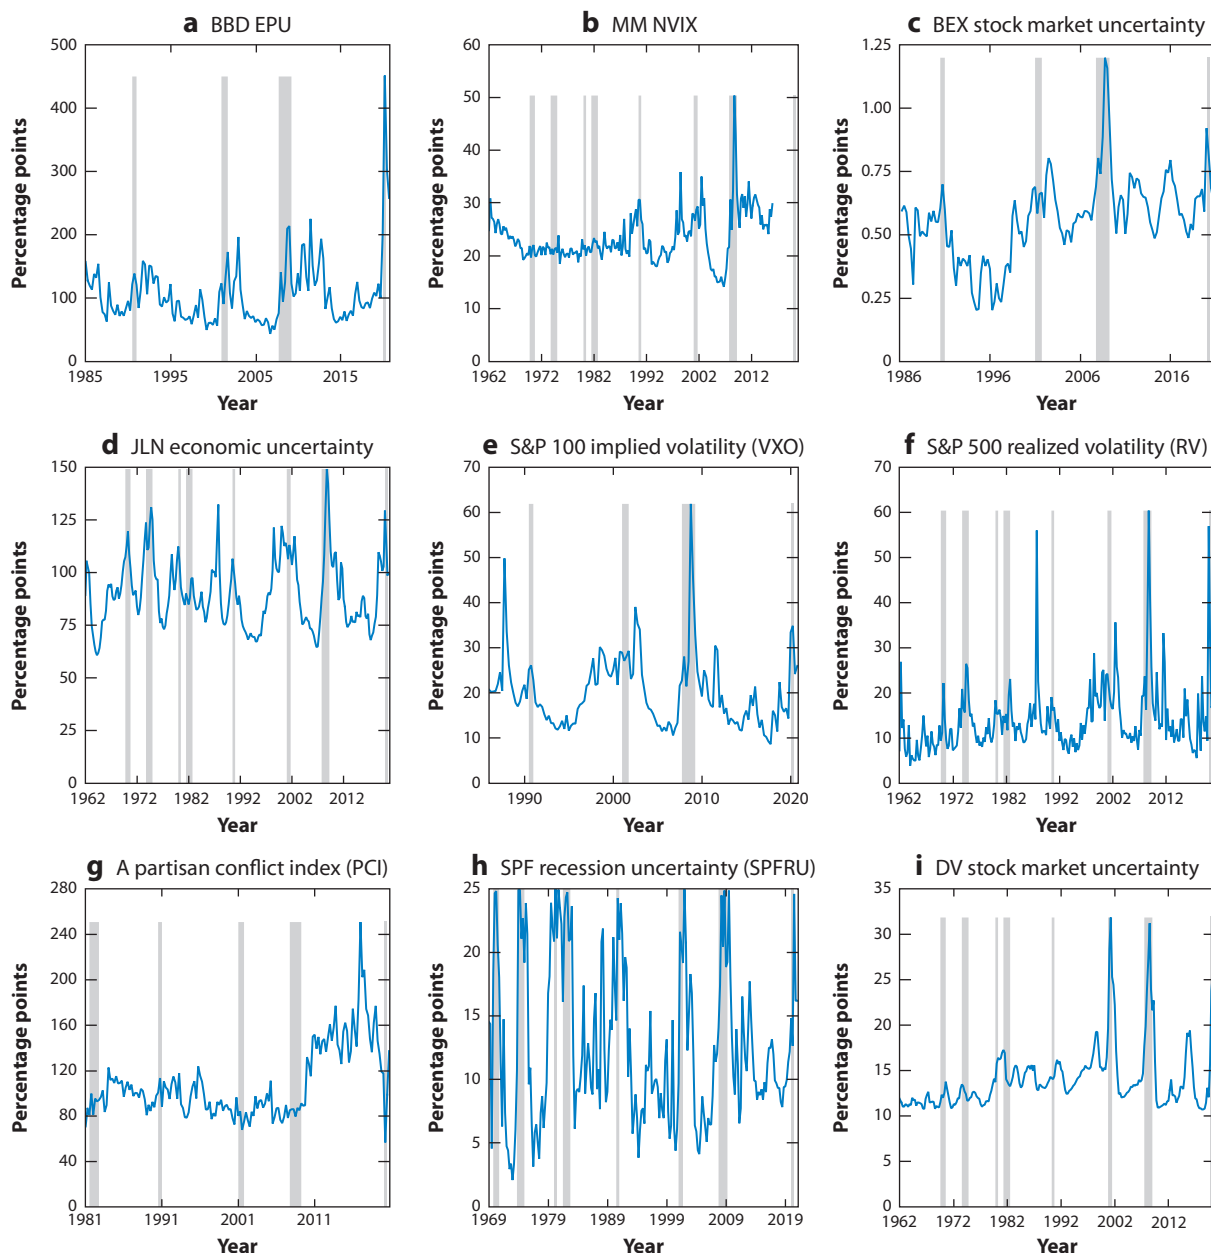 a BBD EPU
Percentage points
500
400
300
200
100
0
1985 1995 2005 2015
Year
b MM NVIX
Percentage points
60
50
40
30
20
10
0
1962 1972 1982 1992 2002 2012
Year
c BEX stock market uncertainty
Percentage points
1.25
1.00
0.75
0.50
0.25
0
1986 1996 2006 2016
Year
d JLN economic uncertainty
Percentage points
150
125
100
75
50
25
0
1962 1972 1982 1992 2002 2012
Year
e S&P 100 implied volatility (VXO)
Percentage points
70
60
50
40
30
20
10
0
1990 2000 2010 2020
Year
f S&P 500 realized volatility (RV)
Percentage points
70
60
50
40
30
20
10
0
1962 1972 1982 1992 2002 2012
Year
g A partisan conflict index (PCI)
Percentage points
280
240
200
160
120
80
40
0
1981 1991 2001 2011
Year
h SPF recession uncertainty (SPFRU)
Percentage points
25
20
15
10
5
0
1969 1979 1989 1999 2009 2019
Year
i DV stock market uncertainty
Percentage points
35
30
25
20
15
10
5
0
1962 1972 1982 1992 2002 2012
Year